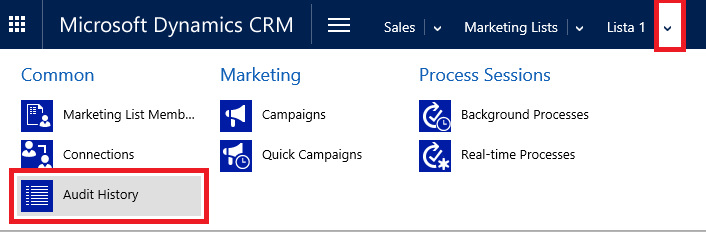 Microsoft Dynamics CRM Sales Marketing Lists Lista 1
Common Marketing Process Sessions
Marketing List Memb... Campaigns Background Processes
Connections Quick Campaigns Real-time Processes
Audit History